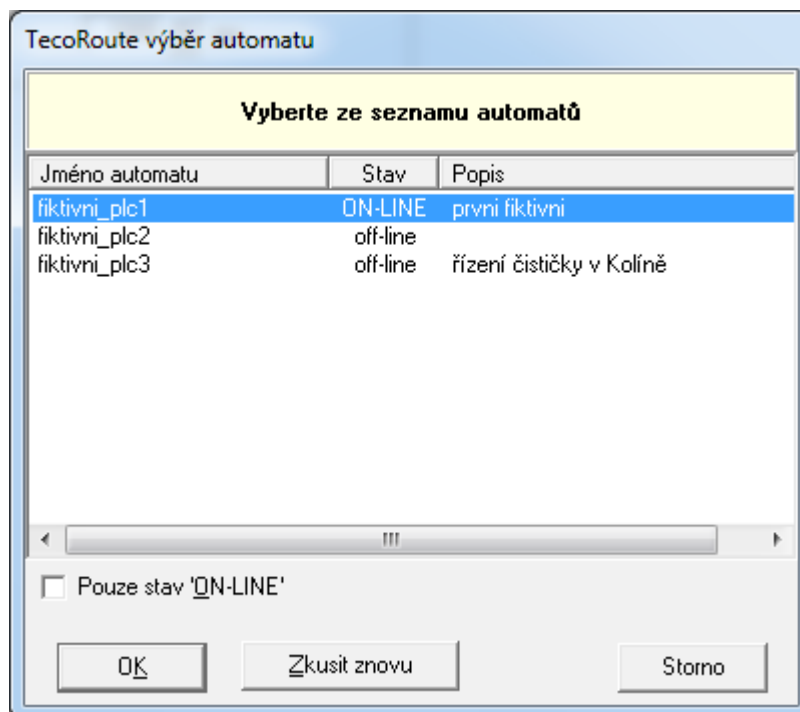 TecoRoute výběr automatu
Vyberte ze seznamu automatů
Jméno automatu Stav Popis
fiktivni_plc1 ON-LINE prvni fiktivni
fiktivni_plc2 off-line
fiktivni_plc3 off-line řízení čističky v Kolíně
Pouze stav 'ON-LINE'
OK Zkusit znovu Storno